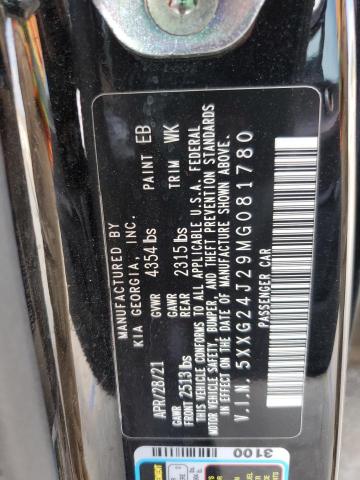 MANUFACTURED BY
KIA GEORGIA, INC.
APR/28/21 GVWR 4354lbs PAINT EB
GAWR FRONT 2513lbs GAWR REAR 2315lbs TRIM WK
THIS VEHICLE CONFORMS TO ALL APPLICABLE U.S.A. FEDERAL
MOTOR VEHICLE SAFETY, BUMPER, AND THEFT PREVENTION STANDARDS
IN EFFECT ON THE DATE OF MANUFACTURE SHOWN ABOVE.
V.I.N. 5XXG24J29MG081780
PASSENGER CAR
3100